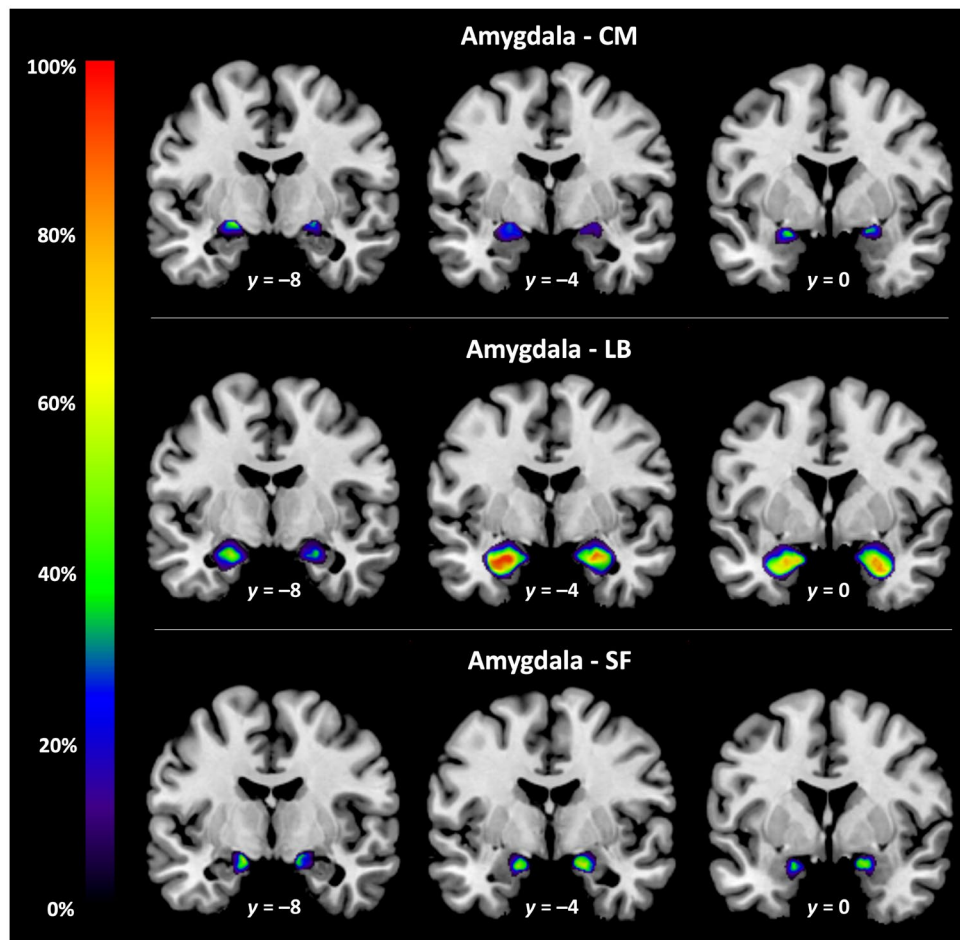 Amygdala - CM
100%
80%
60%
40%
20%
0%
y = –8
y = –4
y = 0
Amygdala - LB
y = –8
y = –4
y = 0
Amygdala - SF
y = –8
y = –4
y = 0